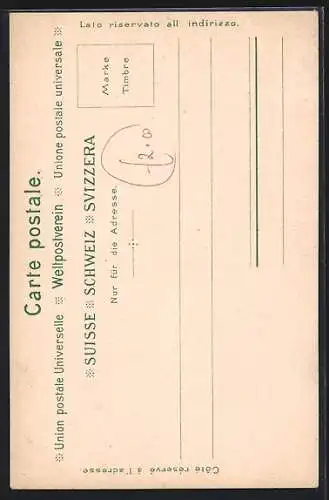 Carte postale.
※ Union postale Universelle ※ Weltpostverein ※ Unione postale universale ※
※ SUISSE ※ SCHWEIZ ※ SVIZZERA
Nur für die Adresse.
Marke
Timbre
Lato riservato all indirizzo.
Côté réservé à l'adresse